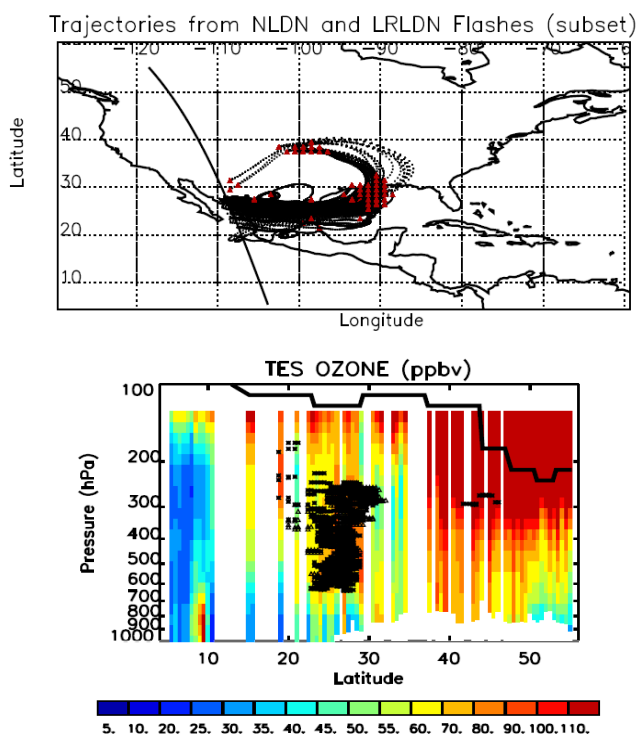 Trajectories from NLDN and LRLDN Flashes (subset)
-120 -100 -90 -80 -70
50
40
30
20
10
Latitude
Longitude
TES OZONE (ppbv)
100
200
300
400
500
600
700
800
900
1000
Pressure (hPa)
10 20 30 40 50
Latitude
5. 10. 20. 25. 30. 35. 40. 45. 50. 55. 60. 70. 80. 90. 100. 110.